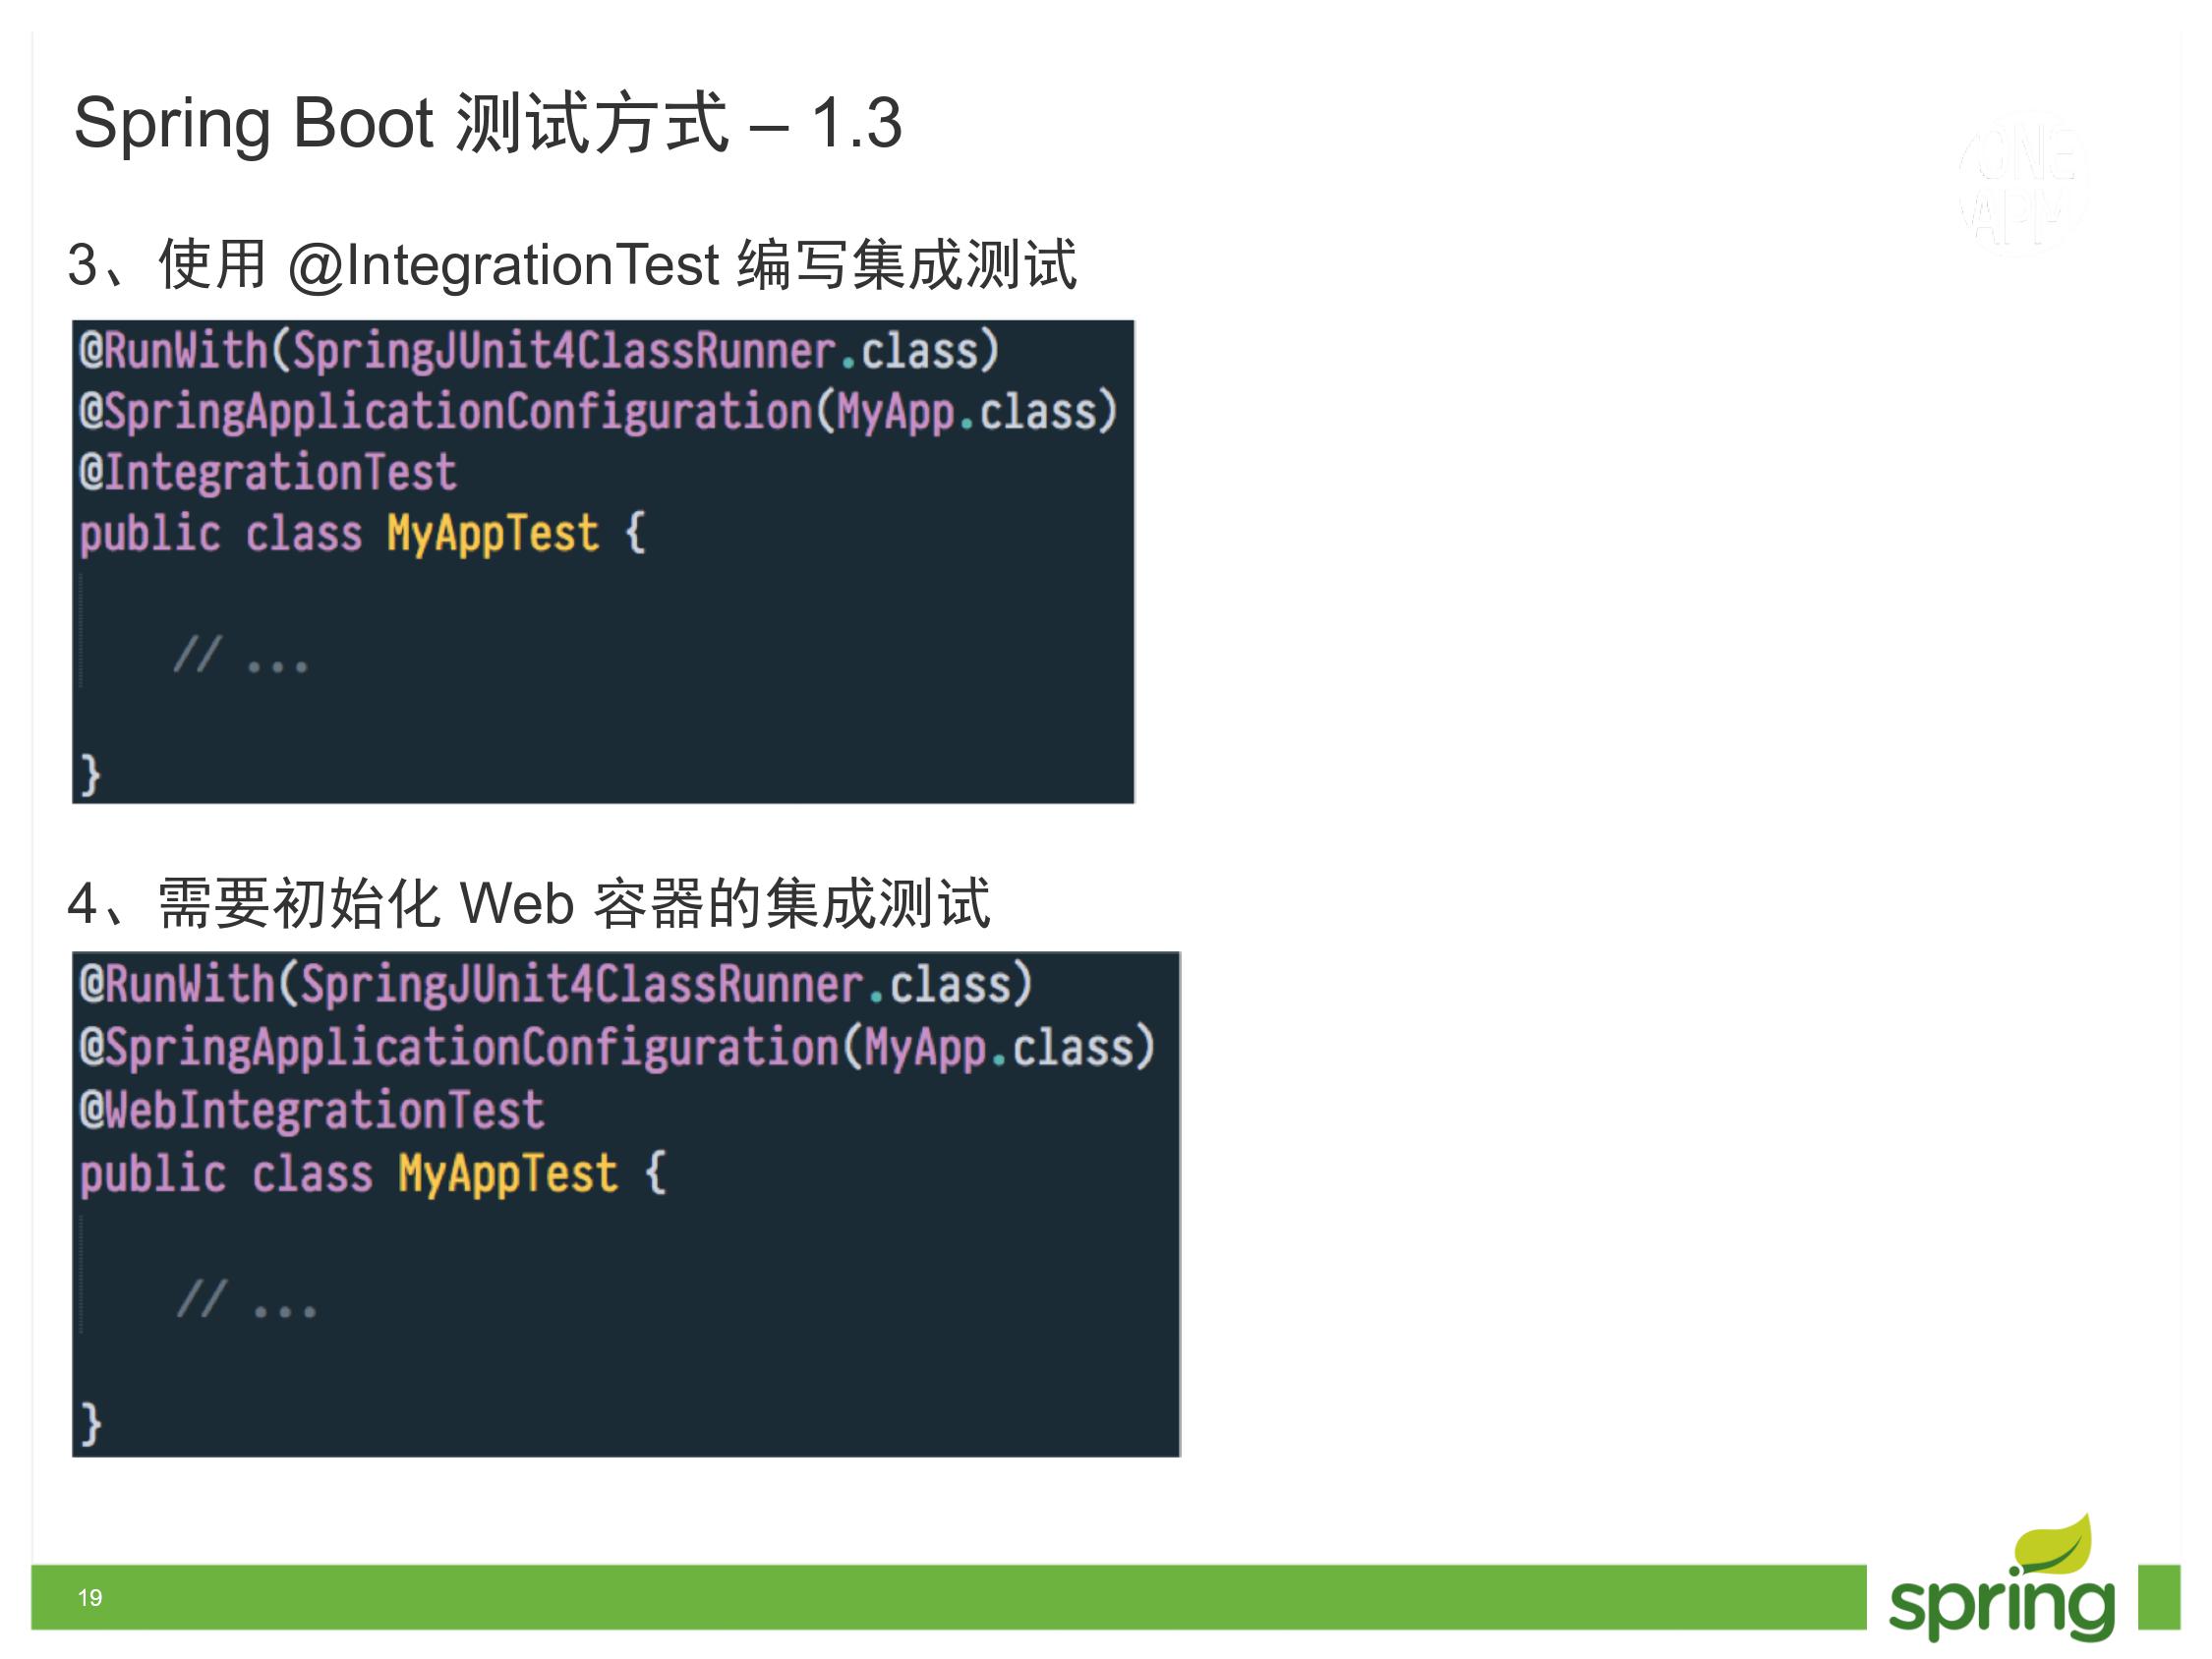 Spring Boot 测试方式 – 1.3
ONE
APM
3、使用 @IntegrationTest 编写集成测试
@RunWith(SpringJUnit4ClassRunner.class)
@SpringApplicationConfiguration(MyApp.class)
@IntegrationTest
public class MyAppTest {
// ...
}
4、需要初始化 Web 容器的集成测试
@RunWith(SpringJUnit4ClassRunner.class)
@SpringApplicationConfiguration(MyApp.class)
@WebIntegrationTest
public class MyAppTest {
// ...
}
19
spring